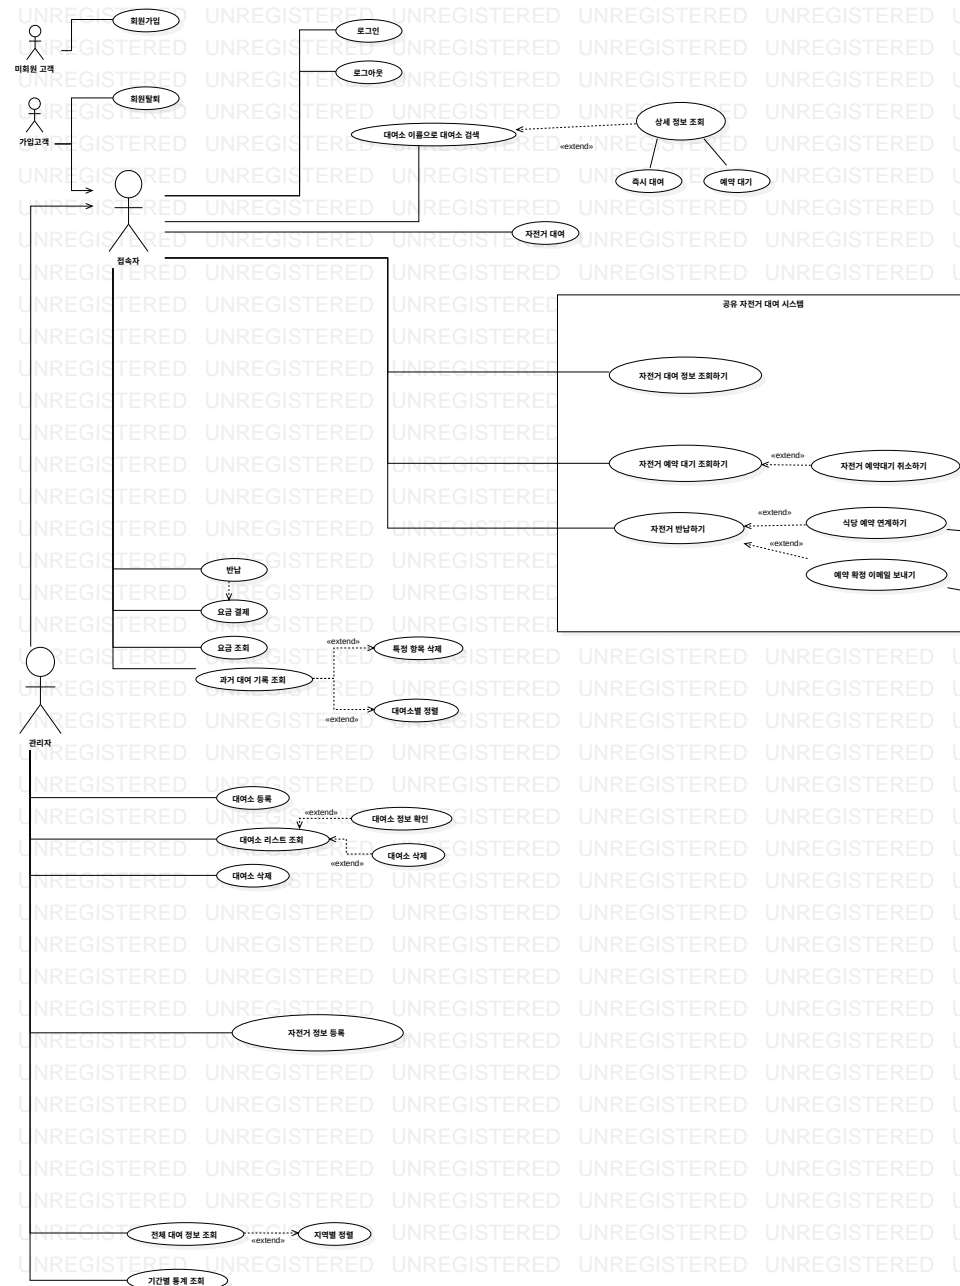 회원가입
미회원 고객
로그인
로그아웃
회원탈퇴
가입고객
대여소 이름으로 대여소 검색
«extend»
상세 정보 조회
즉시 대여
예약 대기
자전거 대여
접속자
공유 자전거 대여 시스템
자전거 대여 정보 조회하기
자전거 예약 대기 조회하기
«extend»
자전거 예약대기 취소하기
자전거 반납하기
«extend»
식당 예약 연계하기
«extend»
예약 확정 이메일 보내기
반납
요금 결제
요금 조회
과거 대여 기록 조회
«extend»
특정 항목 삭제
«extend»
대여소별 정렬
관리자
대여소 등록
대여소 리스트 조회
«extend»
대여소 정보 확인
«extend»
대여소 삭제
대여소 삭제
자전거 정보 등록
전체 대여 정보 조회
«extend»
지역별 정렬
기간별 통계 조회
UNREGISTERED